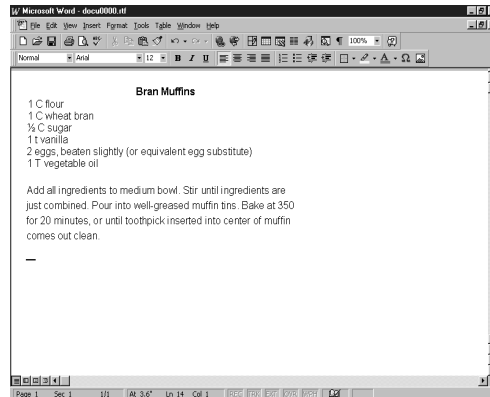 Microsoft Word - docu0000.rtf
File Edit View Insert Format Tools Table Window Help
100%
Normal Arial 12 B I U
Bran Muffins
1 C flour
1 C wheat bran
½ C sugar
1 t vanilla
2 eggs, beaten slightly (or equivalent egg substitute)
1 T vegetable oil
Add all ingredients to medium bowl. Stir until ingredients are
just combined. Pour into well-greased muffin tins. Bake at 350
for 20 minutes, or until toothpick inserted into center of muffin
comes out clean.
Page 1 Sec 1 1/1 At 3.6" Ln 14 Col 1 REC TRK EXT OVR WPH